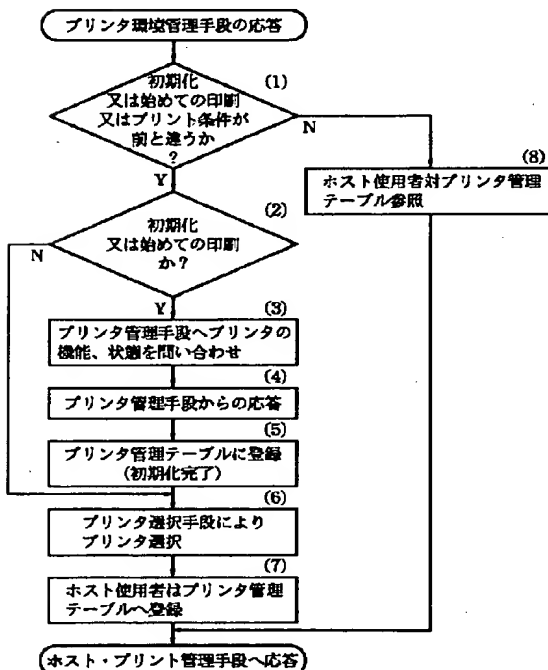 プリンタ環境管理手段の応答
(1)
初期化
又は始めての印刷
又はプリント条件が
前と違うか
?
N
Y
(8)
ホスト使用者対プリンタ管理
テーブル参照
(2)
初期化
又は始めての印刷
か?
N
Y
(3)
プリンタ管理手段へプリンタの
機能、状態を問い合わせ
(4)
プリンタ管理手段からの応答
(5)
プリンタ管理テーブルに登録
(初期化完了)
(6)
プリンタ選択手段により
プリンタ選択
(7)
ホスト使用者はプリンタ管理
テーブルへ登録
ホスト・プリント管理手段へ応答